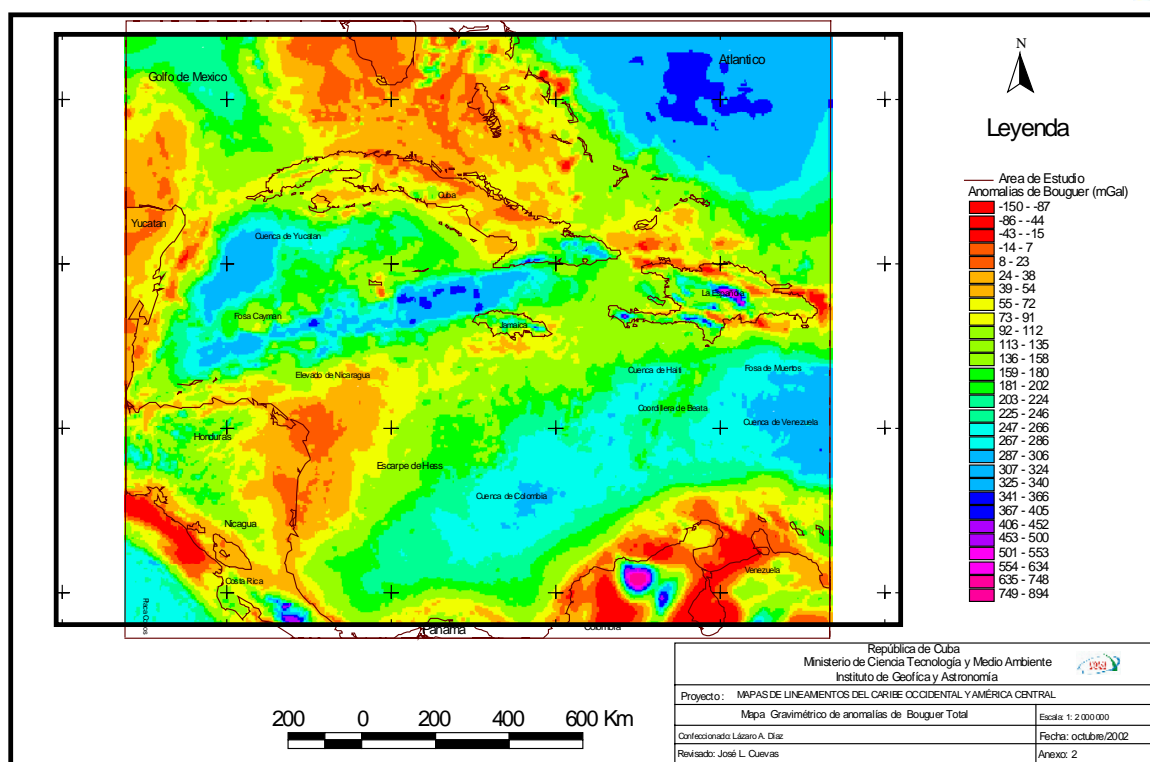 Golfo de Mexico
Atlantico
Yucatan
Cuba
Cuenca de Yucatan
La Española
Fosa Cayman
Jamaica
Elevado de Nicaragua
Cuenca de Haiti
Fosa de Muertos
Coordillera de Beata
Cuenca de Venezuela
Honduras
Escarpe de Hess
Cuenca de Colombia
Nicagua
Costa Rica
Venezuela
Placa Cocos
Panama
Colombia
N
Leyenda
Area de Estudio
Anomalias de Bouguer (mGal)
-150 - -87
-86 - -44
-43 - -15
-14 - 7
8 - 23
24 - 38
39 - 54
55 - 72
73 - 91
92 - 112
113 - 135
136 - 158
159 - 180
181 - 202
203 - 224
225 - 246
247 - 266
267 - 286
287 - 306
307 - 324
325 - 340
341 - 366
367 - 405
406 - 452
453 - 500
501 - 553
554 - 634
635 - 748
749 - 894
200 0 200 400 600 Km
República de Cuba
Ministerio de Ciencia Tecnología y Medio Ambiente
Instituto de Geofíca y Astronomía
Proyecto: MAPAS DE LINEAMIENTOS DEL CARIBE OCCIDENTAL Y AMÉRICA CENTRAL
Mapa Gravimétrico de anomalías de Bouguer Total
Escala: 1: 2 000 000
Confeccionado: Lázaro A. Díaz
Fecha: octubre/2002
Revisado: José L. Cuevas
Anexo: 2